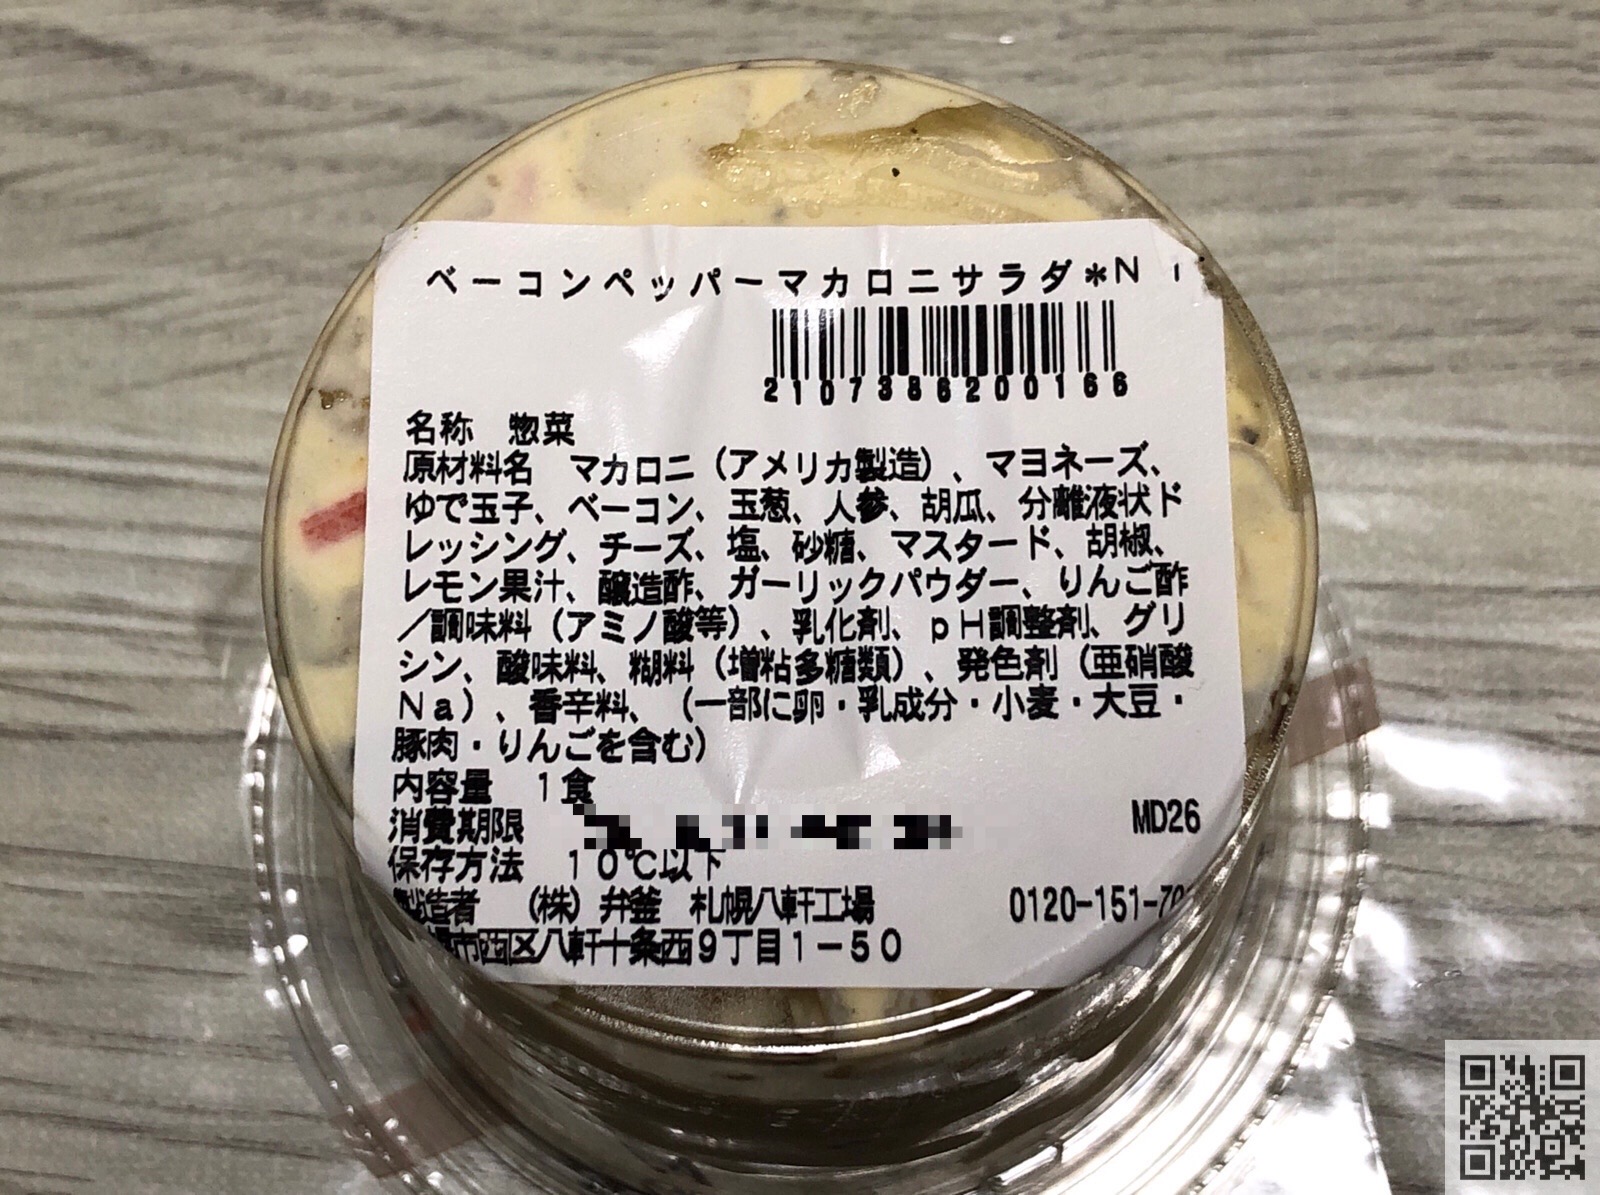 ベーコンペッパーマカロニサラダ*N
2107386200166
名称 惣菜
原材料名 マカロニ(アメリカ製造)、マヨネーズ、
ゆで玉子、ベーコン、玉葱、人参、胡瓜、分離液状ド
レッシング、チーズ、塩、砂糖、マスタード、胡椒、
レモン果汁、醸造酢、ガーリックパウダー、りんご酢
/調味料(アミノ酸等)、乳化剤、pH調整剤、グリ
シン、酸味料、糊料(増粘多糖類)、発色剤(亜硝酸
Na)、香辛料、(一部に卵・乳成分・小麦・大豆・
豚肉・りんごを含む)
内容量 1食
消費期限 MD26
保存方法 10℃以下
製造者 (株)弁釜 札幌八軒工場 0120-151-7
市西区八軒十条西9丁目1-50